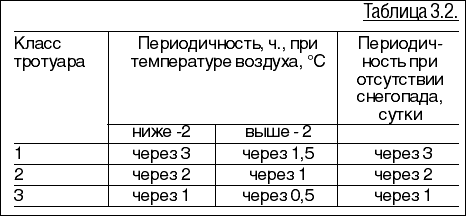 Таблица 3.2.
Класс тротуара
Периодичность, ч., при температуре воздуха, °С
Периодич-
ность при
отсутствии
снегопада,
сутки
ниже -2 выше - 2
1 через 3 через 1,5 через 3
2 через 2 через 1 через 2
3 через 1 через 0,5 через 1